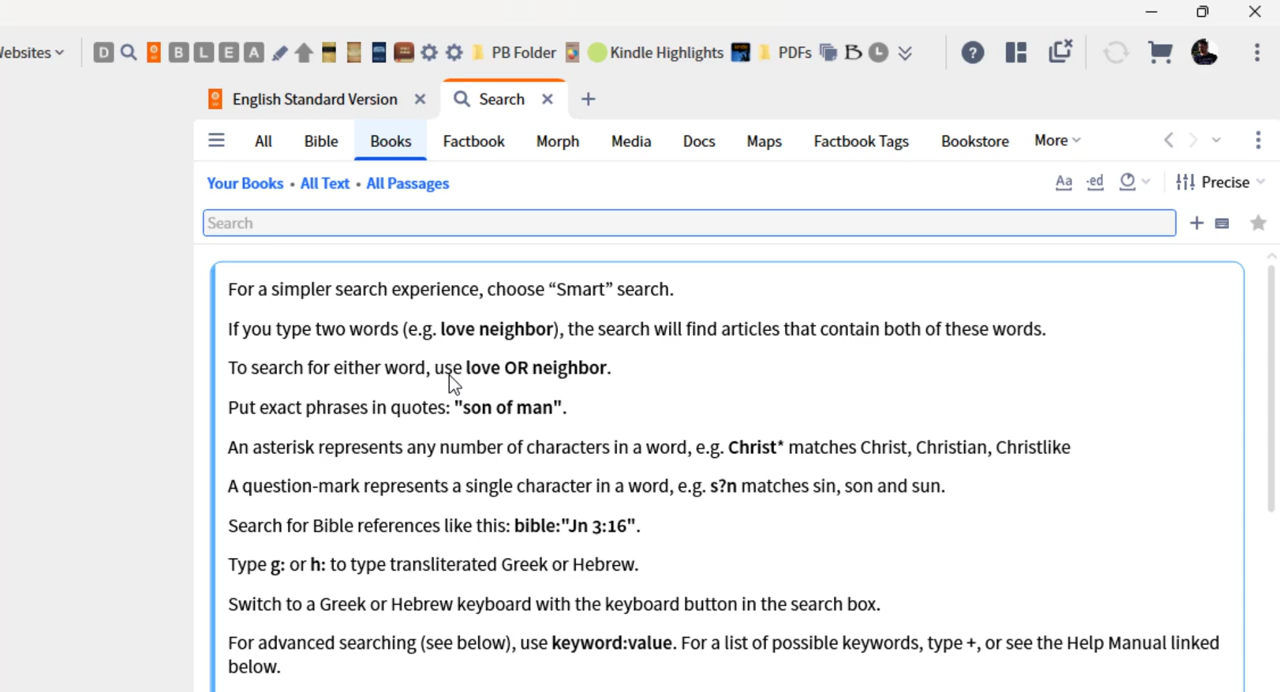 ebsites D B L E A PB Folder Kindle Highlights PDFs B
English Standard Version Search
All Bible Books Factbook Morph Media Docs Maps Factbook Tags Bookstore More
Your Books • All Text • All Passages Aa -ed Precise
Search
For a simpler search experience, choose “Smart” search.
If you type two words (e.g. love neighbor), the search will find articles that contain both of these words.
To search for either word, use love OR neighbor.
Put exact phrases in quotes: "son of man".
An asterisk represents any number of characters in a word, e.g. Christ* matches Christ, Christian, Christlike
A question-mark represents a single character in a word, e.g. s?n matches sin, son and sun.
Search for Bible references like this: bible:"Jn 3:16".
Type g: or h: to type transliterated Greek or Hebrew.
Switch to a Greek or Hebrew keyboard with the keyboard button in the search box.
For advanced searching (see below), use keyword:value. For a list of possible keywords, type +, or see the Help Manual linked
below.